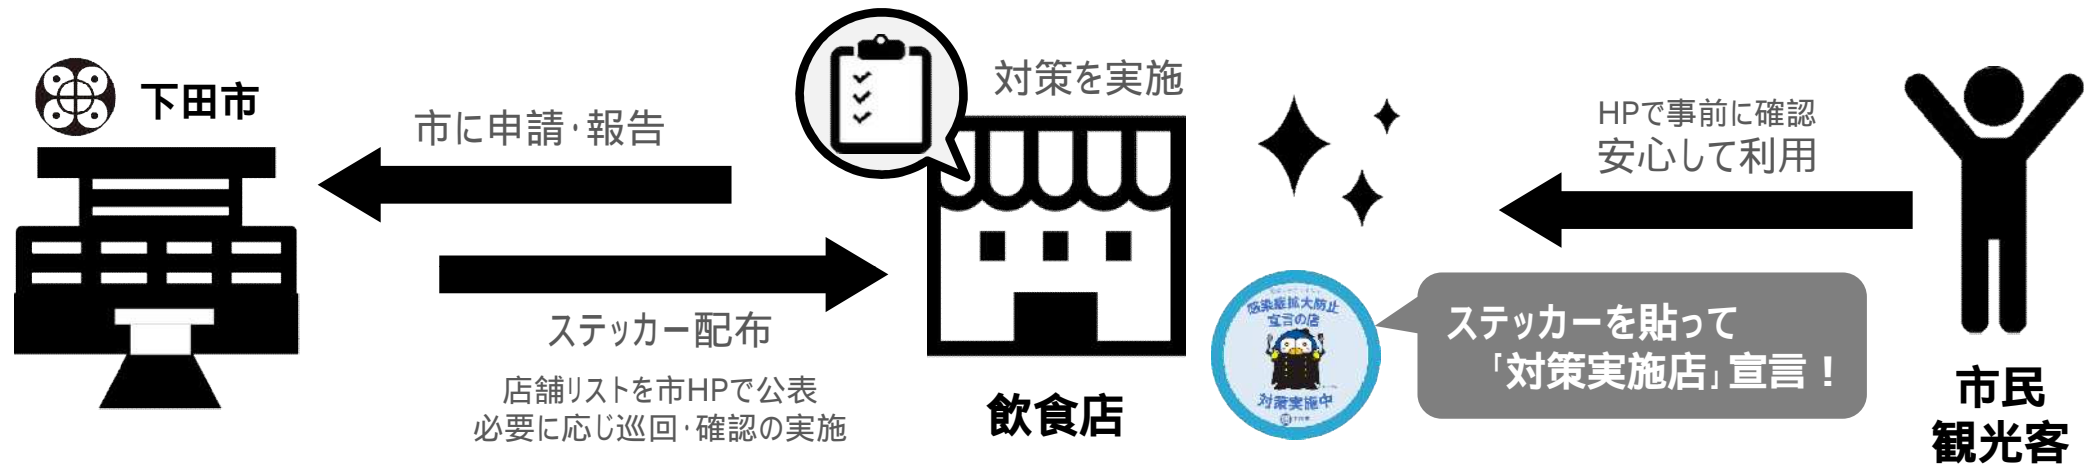 下田市
市に申請・報告
対策を実施
HPで事前に確認
安心して利用
ステッカー配布
店舗リストを市HPで公表
必要に応じ巡回・確認の実施
飲食店
感染症拡大防止
宣言の店
対策実施中
ステッカーを貼って
「対策実施店」宣言！
市民
観光客